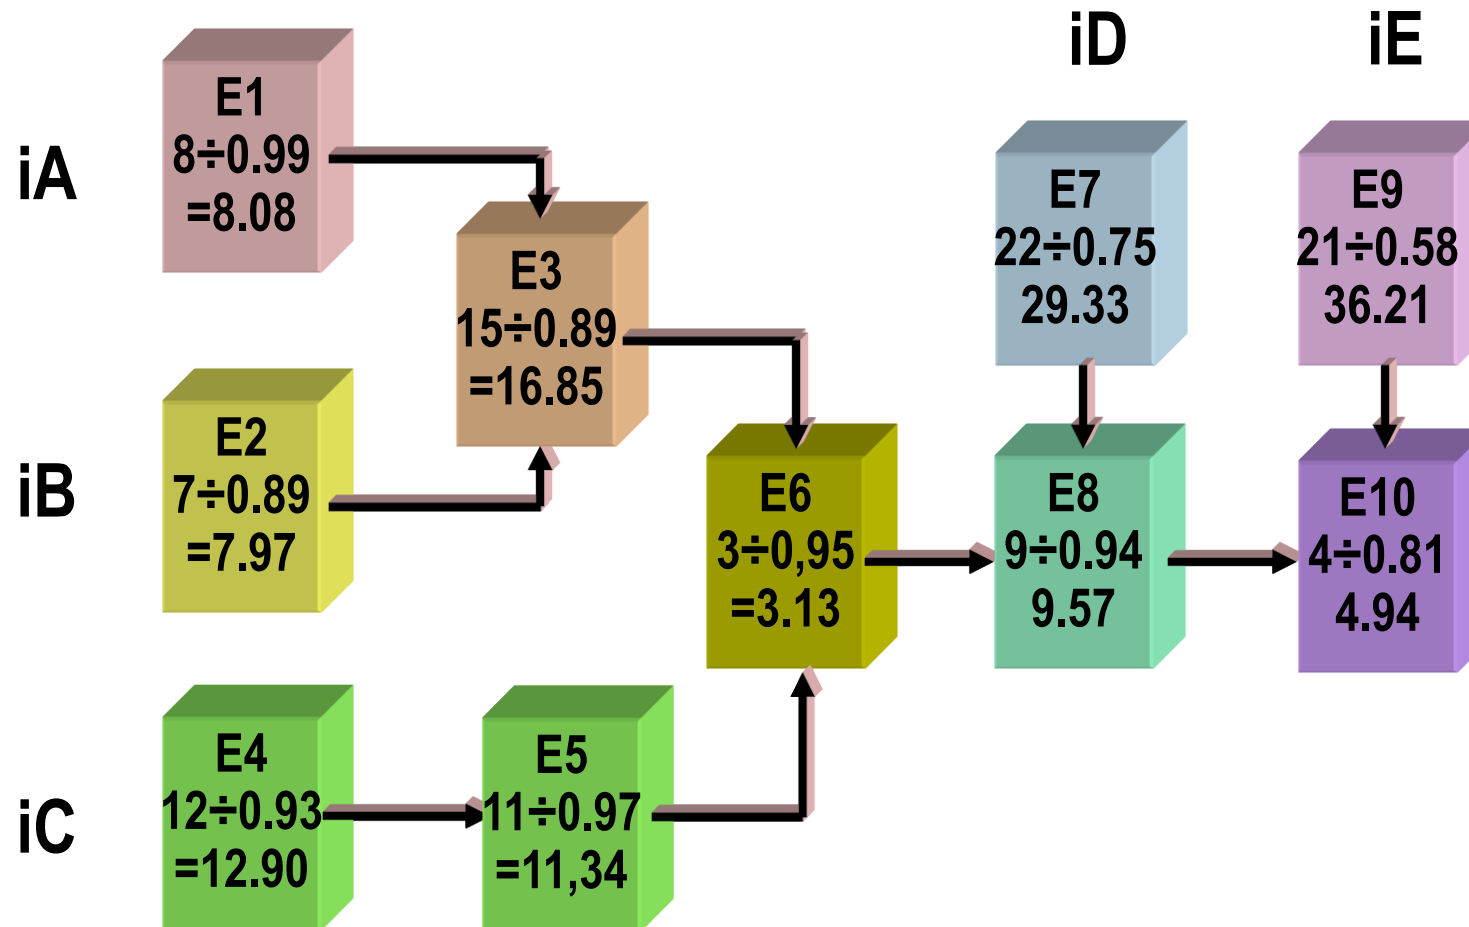 iD
iE
iA
E1
8÷0.99
=8.08
E3
15÷0.89
=16.85
E7
22÷0.75
29.33
E9
21÷0.58
36.21
iB
E2
7÷0.89
=7.97
E6
3÷0,95
=3.13
E8
9÷0.94
9.57
E10
4÷0.81
4.94
iC
E4
12÷0.93
=12.90
E5
11÷0.97
=11,34